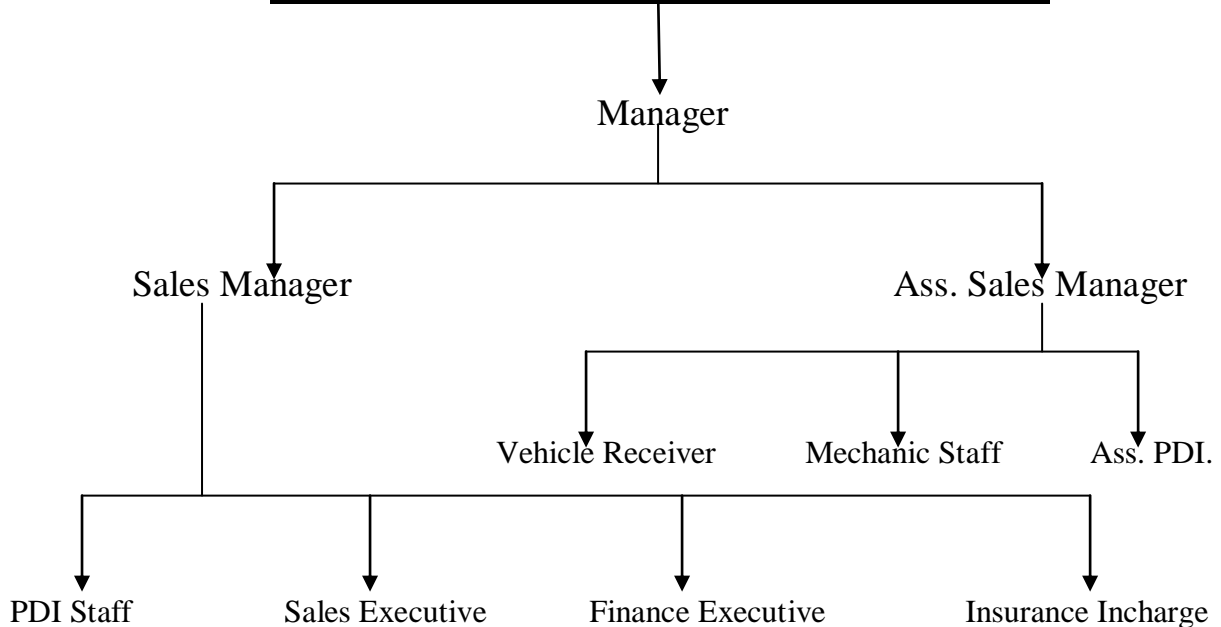 Manager
Sales Manager Ass. Sales Manager
Vehicle Receiver Mechanic Staff Ass. PDI.
PDI Staff Sales Executive Finance Executive Insurance Incharge